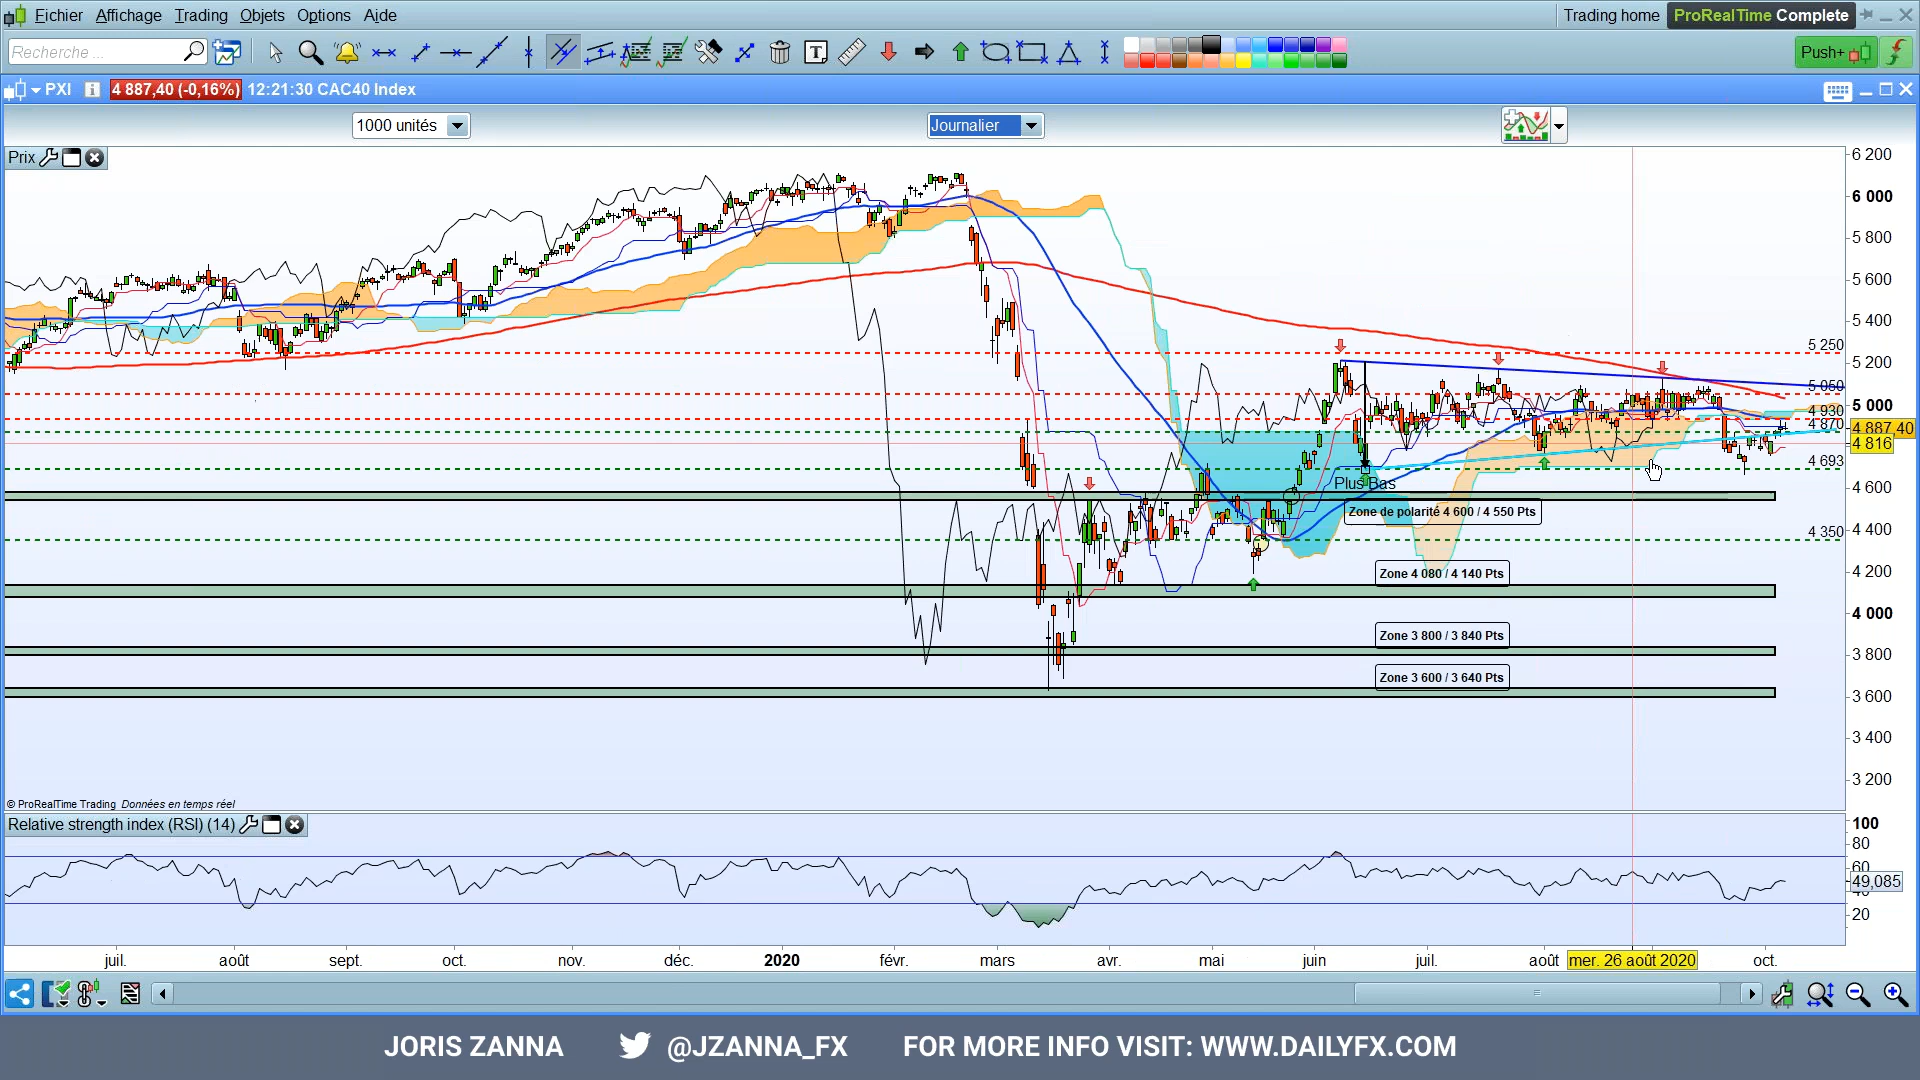 Fichier Affichage Trading Objets Options Aide
Trading home
ProRealTime Complete
Recherche ...
Push+
PXI
4 887,40 (-0,16%)
12:21:30 CAC40 Index
1000 unités
Journalier
Prix
6 200
6 000
5 800
5 600
5 400
5 250
5 200
5 060
5 000
4 930
4 870
4 887,40
4 816
4 693
Plus Bas
4 600
Zone de polarité 4 600 / 4 550 Pts
4 400
4 350
4 200
Zone 4 080 / 4 140 Pts
4 000
Zone 3 800 / 3 840 Pts
3 800
Zone 3 600 / 3 640 Pts
3 600
3 400
3 200
© ProRealTime Trading Données en temps réel
Relative strength index (RSI) (14)
100
80
60
49,085
20
juil. août sept. oct. nov. déc. 2020 févr. mars avr. mai juin juil. août mer. 26 août 2020 oct.
JORIS ZANNA @JZANNA_FX FOR MORE INFO VISIT: WWW.DAILYFX.COM